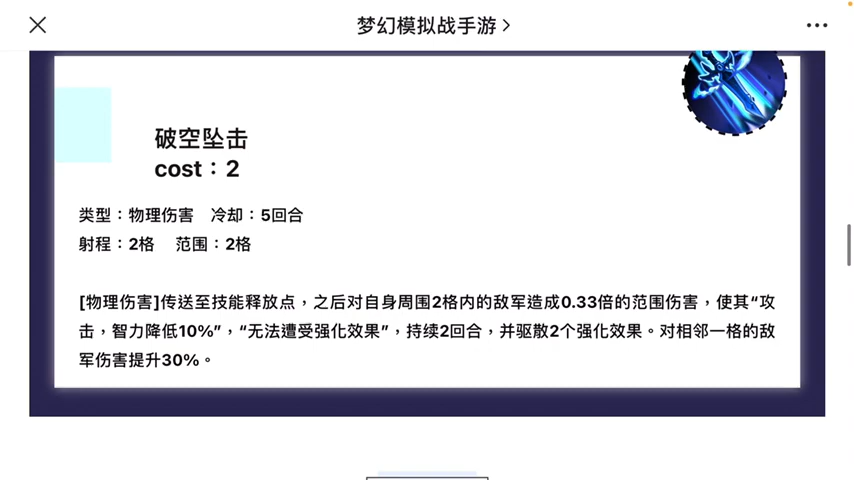 梦幻模拟战手游
破空坠击
cost：2
类型：物理伤害 冷却：5回合
射程：2格 范围：2格
[物理伤害]传送至技能释放点，之后对自身周围2格内的敌军造成0.33倍的范围伤害，使其“攻
击，智力降低10%”，“无法遭受强化效果”，持续2回合，并驱散2个强化效果。对相邻一格的敌
军伤害提升30%。